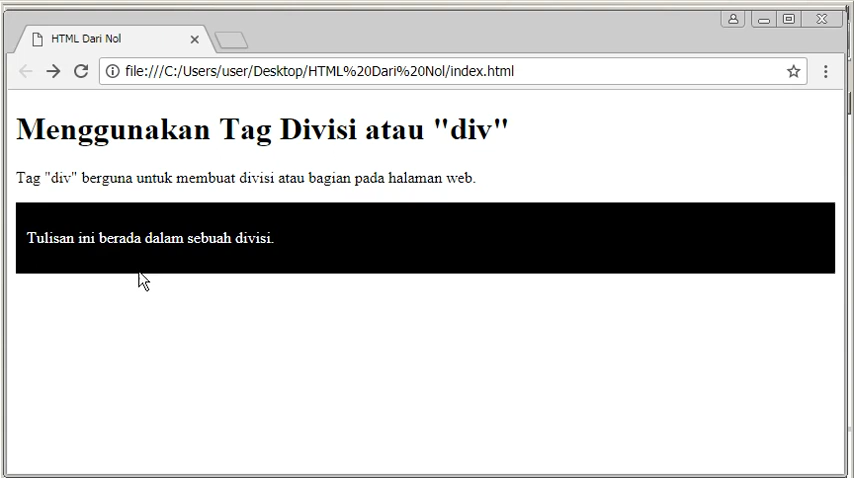 HTML Dari Nol
file:///C:/Users/user/Desktop/HTML%20Dari%20Nol/index.html
Menggunakan Tag Divisi atau "div"
Tag "div" berguna untuk membuat divisi atau bagian pada halaman web.
Tulisan ini berada dalam sebuah divisi.